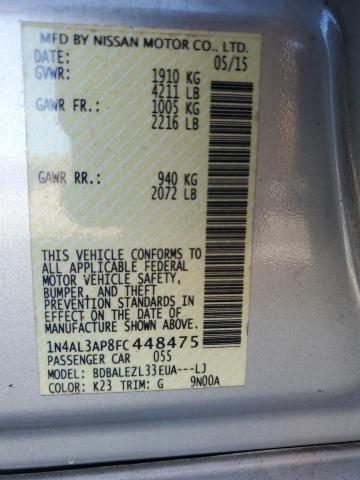 MFD BY NISSAN MOTOR CO., LTD.
DATE: 05/15
GVWR: 1910 KG
4211 LB
GAWR FR.: 1005 KG
2216 LB
GAWR RR.: 940 KG
2072 LB
THIS VEHICLE CONFORMS TO
ALL APPLICABLE FEDERAL
MOTOR VEHICLE SAFETY,
BUMPER, AND THEFT
PREVENTION STANDARDS
IN EFFECT ON THE DATE OF
MANUFACTURE SHOWN ABOVE.
1N4AL3AP8FC448475
PASSENGER CAR 055
MODEL: BDBALEZL33EUA---LJ
COLOR: K23 TRIM: G 9N00A